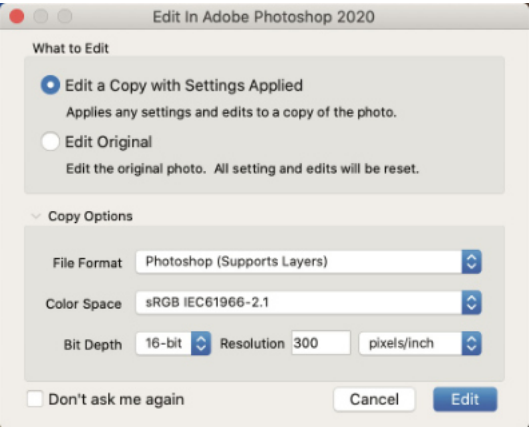 Edit In Adobe Photoshop 2020
What to Edit
Edit a Copy with Settings Applied
Applies any settings and edits to a copy of the photo.
Edit Original
Edit the original photo. All setting and edits will be reset.
Copy Options
File Format Photoshop (Supports Layers)
Color Space sRGB IEC61966-2.1
Bit Depth 16-bit Resolution 300 pixels/inch
Don't ask me again Cancel Edit